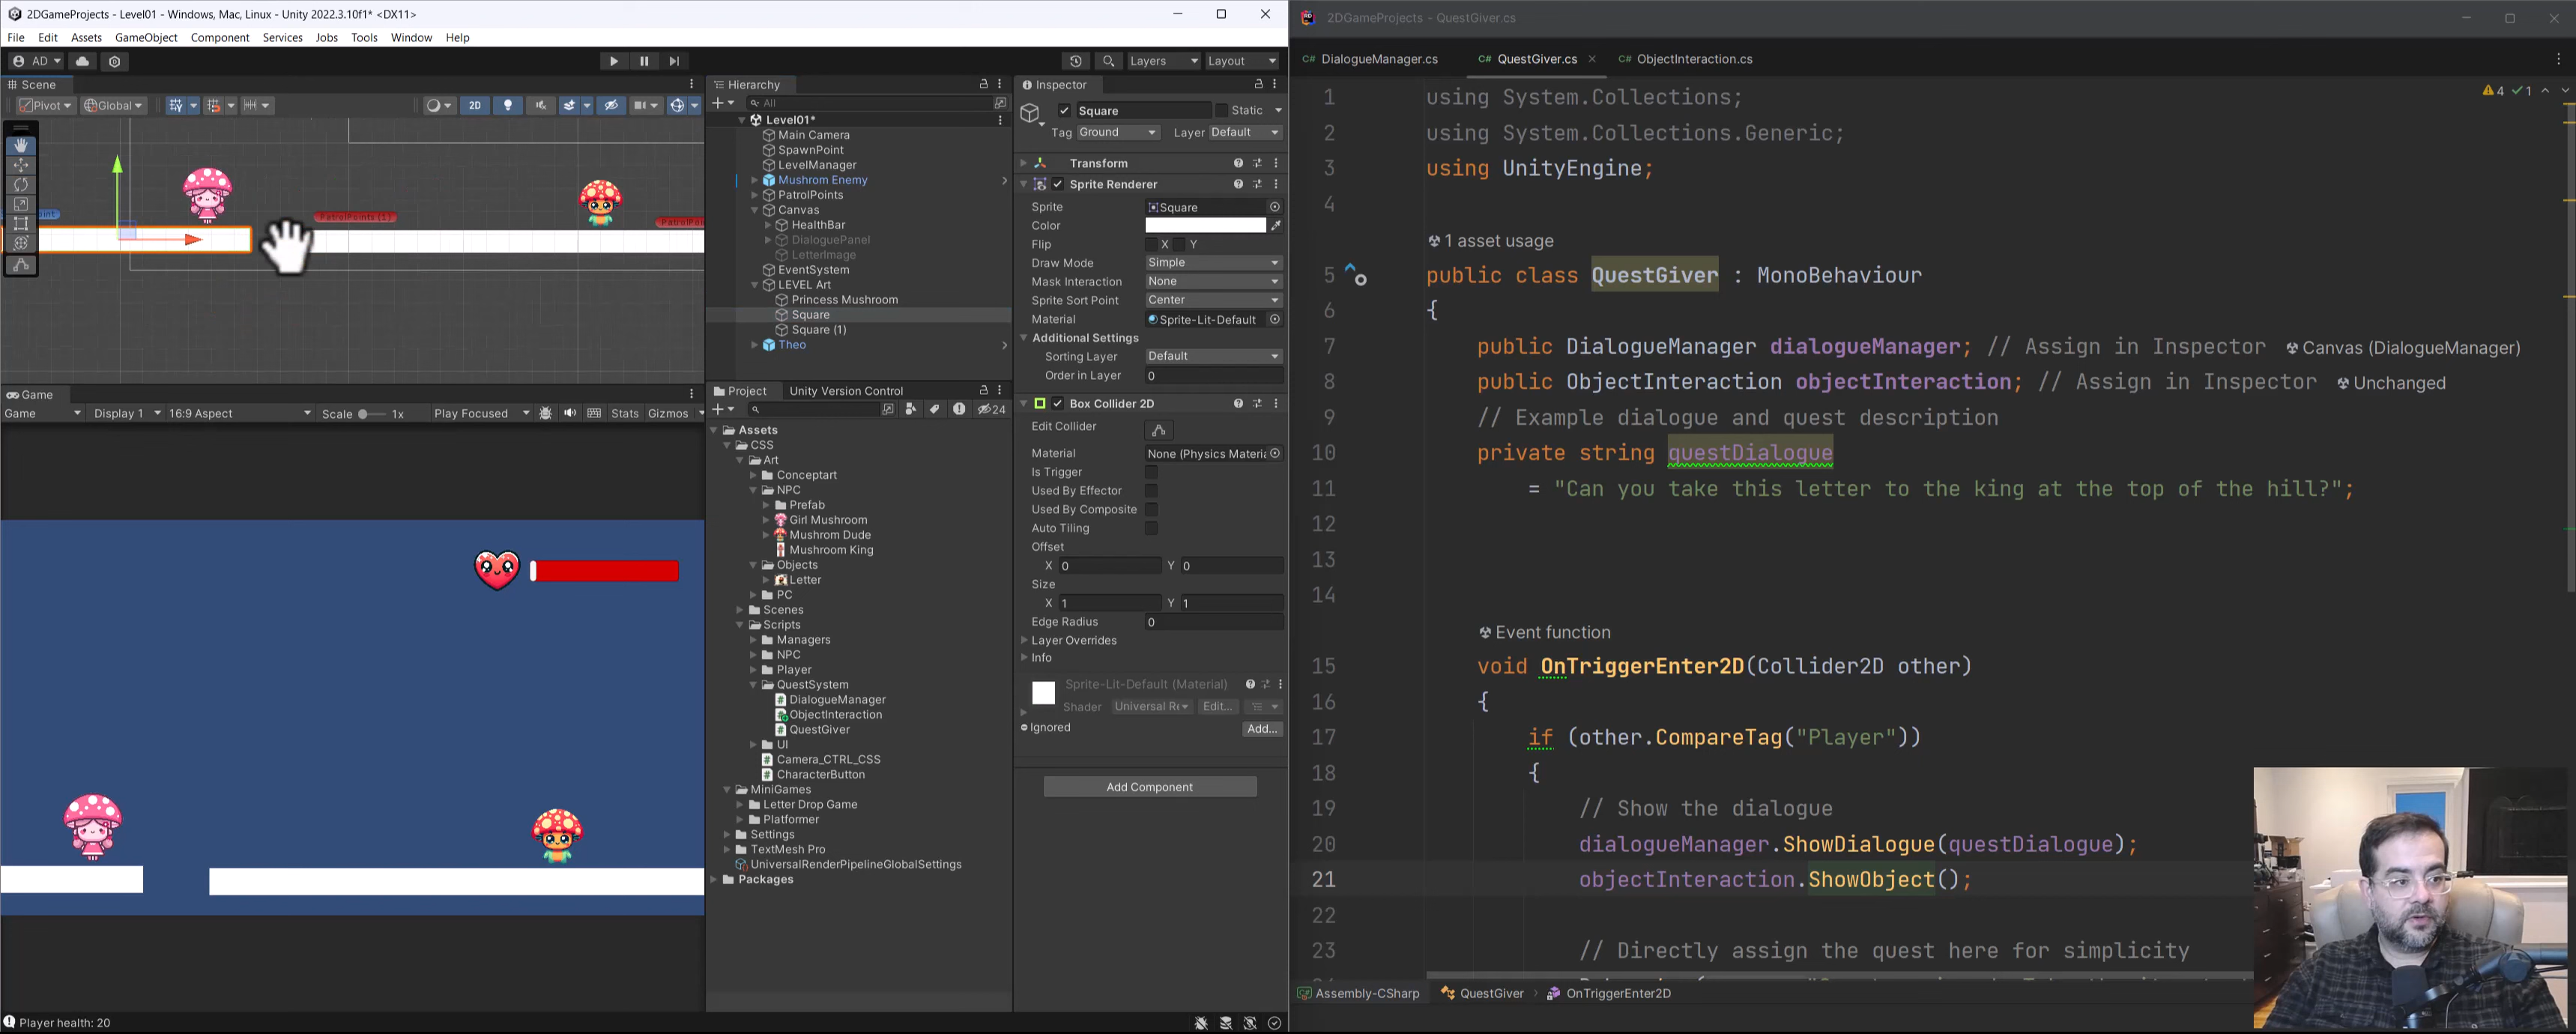 2DGameProjects - Level01 - Windows, Mac, Linux - Unity 2022.3.10f1* <DX11>
File Edit Assets GameObject Component Services Jobs Tools Window Help
AD
Layers Layout
Scene
Pivot Global 2D
PatrolPoints (1)
Game
Game Display 1 16:9 Aspect Scale 1x Play Focused Stats Gizmos
Player health: 20
Hierarchy
All
Level01*
Main Camera
SpawnPoint
LevelManager
Mushrom Enemy
PatrolPoints
Canvas
HealthBar
DialoguePanel
LetterImage
EventSystem
LEVEL Art
Princess Mushroom
Square
Square (1)
Theo
Project Unity Version Control
24
Assets
CSS
Art
Conceptart
NPC
Prefab
Girl Mushroom
Mushrom Dude
Mushroom King
Objects
Letter
PC
Scenes
Scripts
Managers
NPC
Player
QuestSystem
DialogueManager
ObjectInteraction
QuestGiver
UI
Camera_CTRL_CSS
CharacterButton
MiniGames
Letter Drop Game
Platformer
Settings
TextMesh Pro
UniversalRenderPipelineGlobalSettings
Packages
Inspector
Square Static
Tag Ground Layer Default
Transform
Sprite Renderer
Sprite Square
Color
Flip X Y
Draw Mode Simple
Mask Interaction None
Sprite Sort Point Center
Material Sprite-Lit-Default
Additional Settings
Sorting Layer Default
Order in Layer 0
Box Collider 2D
Edit Collider
Material None (Physics Materia
Is Trigger
Used By Effector
Used By Composite
Auto Tiling
Offset
X 0 Y 0
Size
X 1 Y 1
Edge Radius 0
Layer Overrides
Info
Sprite-Lit-Default (Material)
Shader Universal Re Edit...
Ignored Add...
Add Component
2DGameProjects - QuestGiver.cs
C# DialogueManager.cs C# QuestGiver.cs C# ObjectInteraction.cs
4 1
1 using System.Collections;
2 using System.Collections.Generic;
3 using UnityEngine;
4
1 asset usage
5 public class QuestGiver : MonoBehaviour
6 {
7 public DialogueManager dialogueManager; // Assign in Inspector Canvas (DialogueManager)
8 public ObjectInteraction objectInteraction; // Assign in Inspector Unchanged
9 // Example dialogue and quest description
10 private string questDialogue
11 = "Can you take this letter to the king at the top of the hill?";
12
13
14
Event function
15 void OnTriggerEnter2D(Collider2D other)
16 {
17 if (other.CompareTag("Player"))
18 {
19 // Show the dialogue
20 dialogueManager.ShowDialogue(questDialogue);
21 objectInteraction.ShowObject();
22
23 // Directly assign the quest here for simplicity
Assembly-CSharp QuestGiver OnTriggerEnter2D